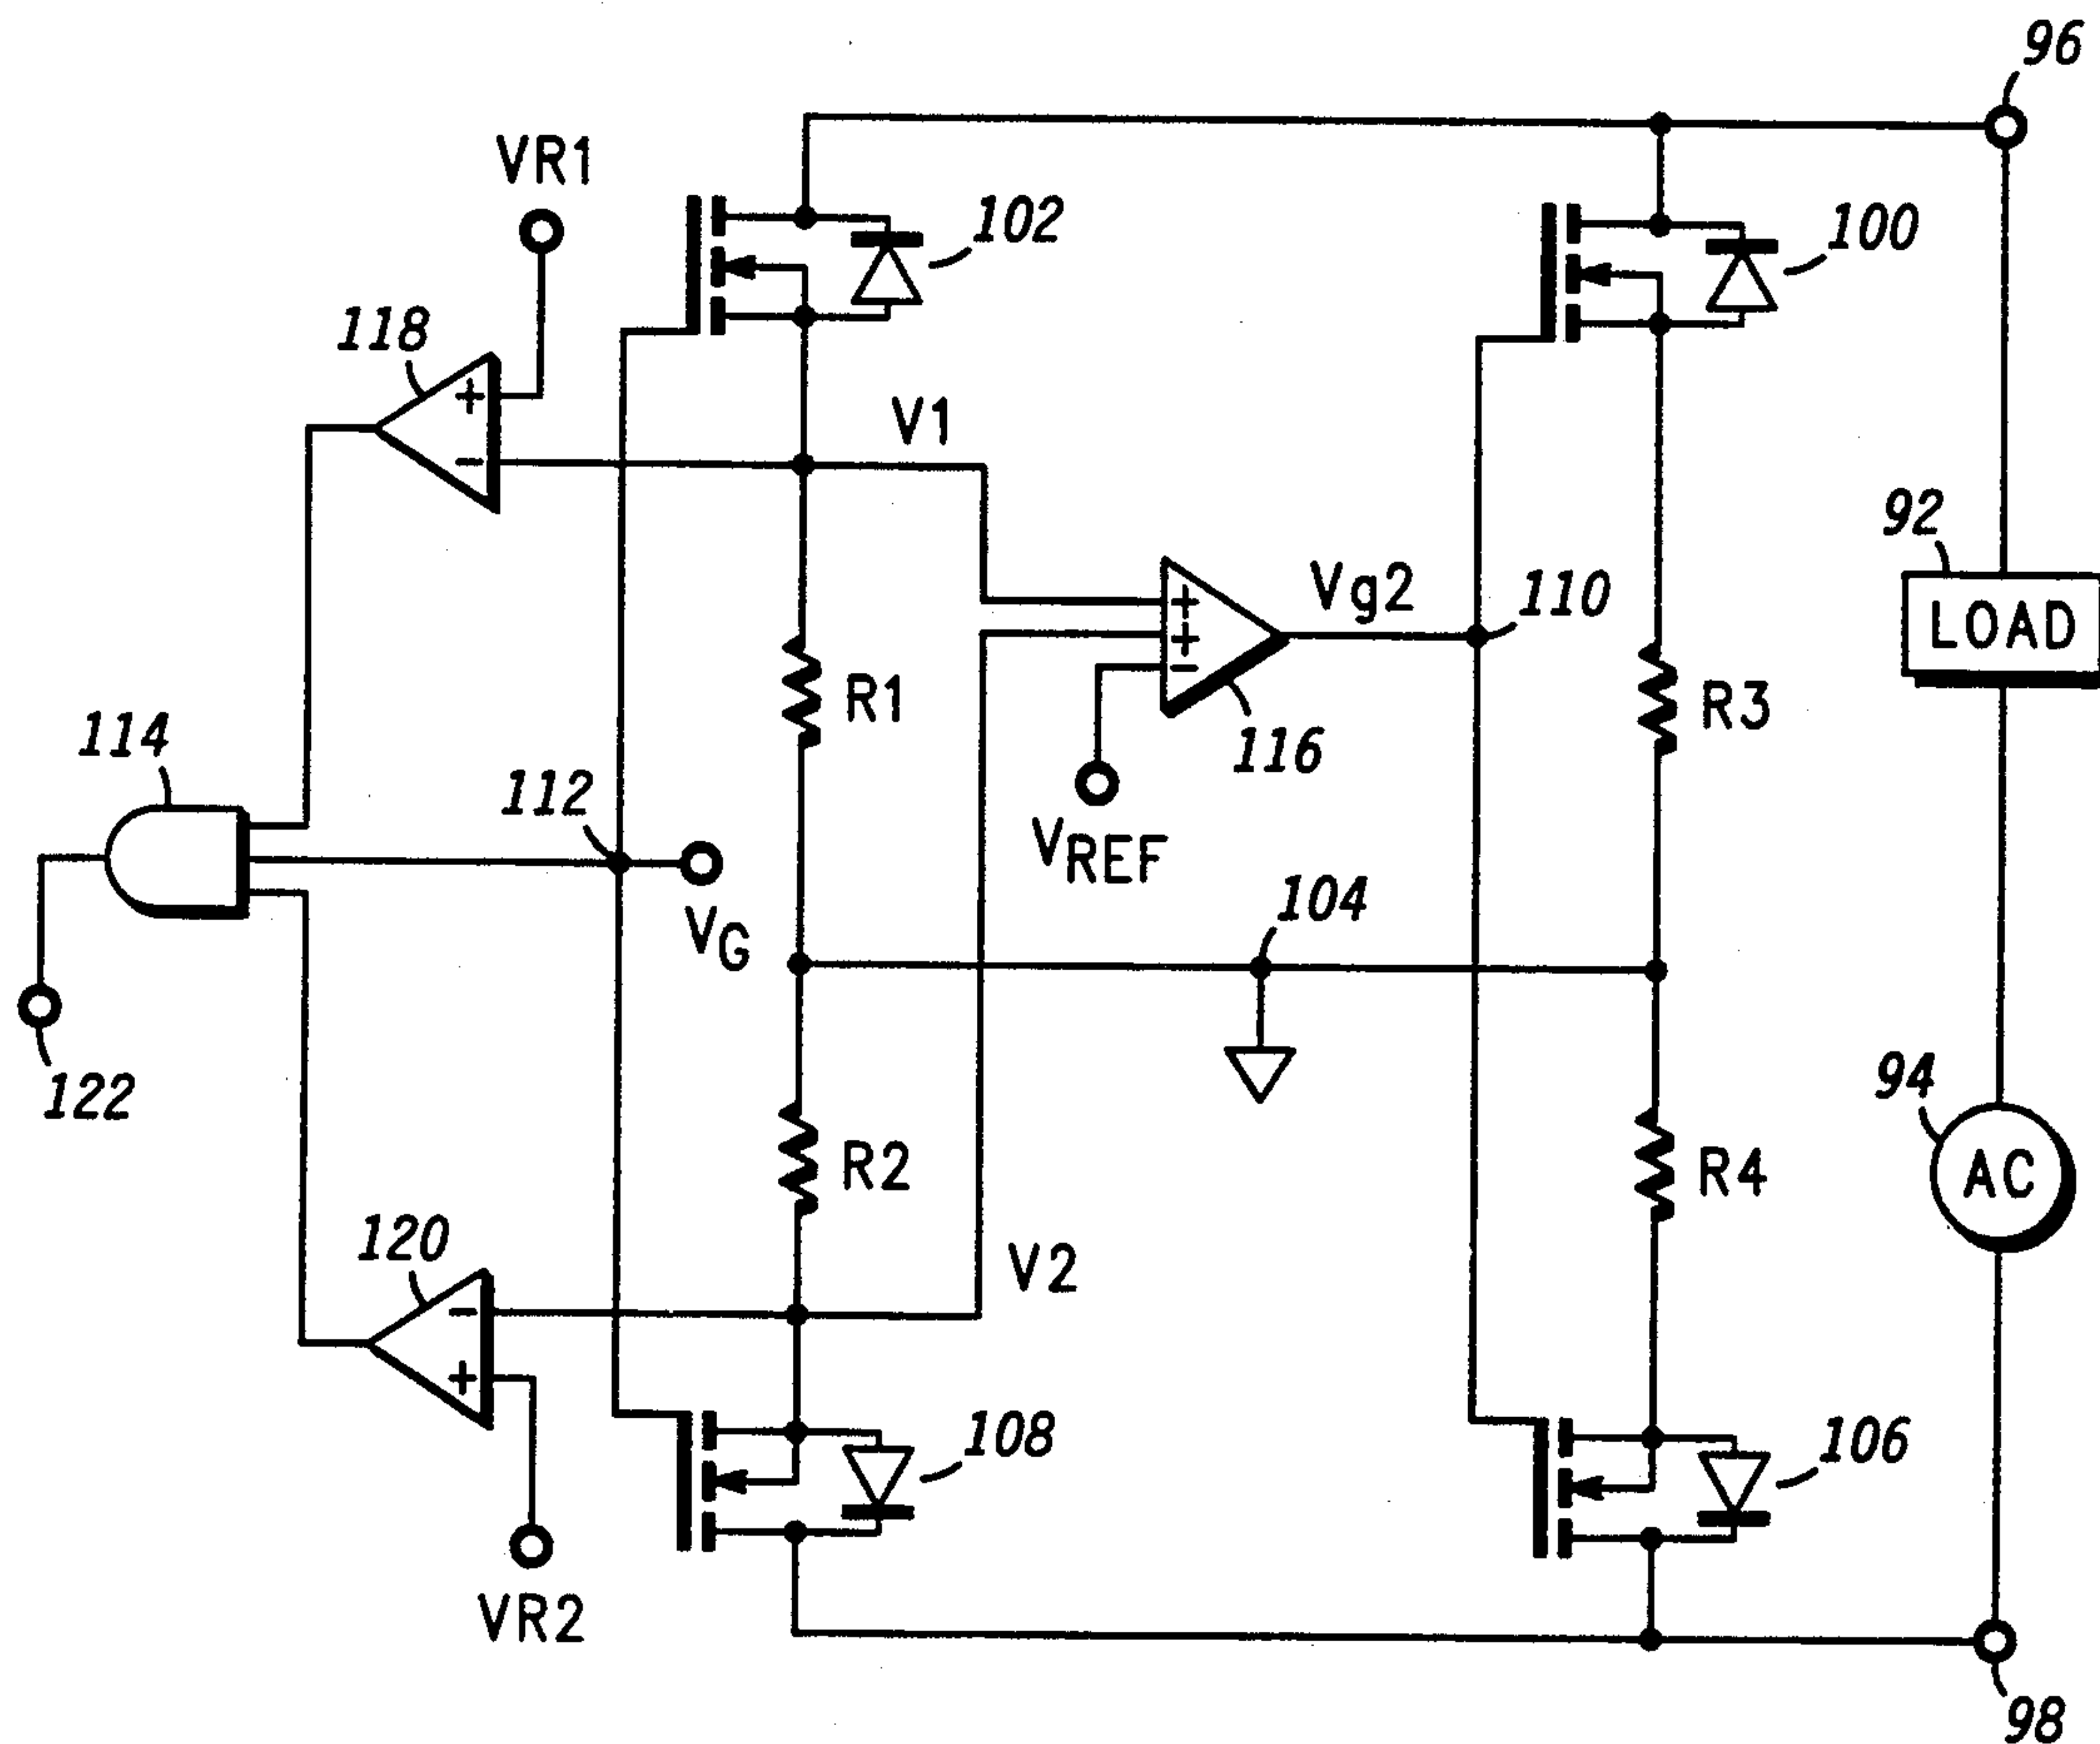 96
VR1
102
100
118
V1
92
Vg2
110
LOAD
+
-
+
+
-
R1
R3
114
116
112
VREF
104
VG
94
122
R2
R4
AC
120
V2
-
+
108
106
VR2
98